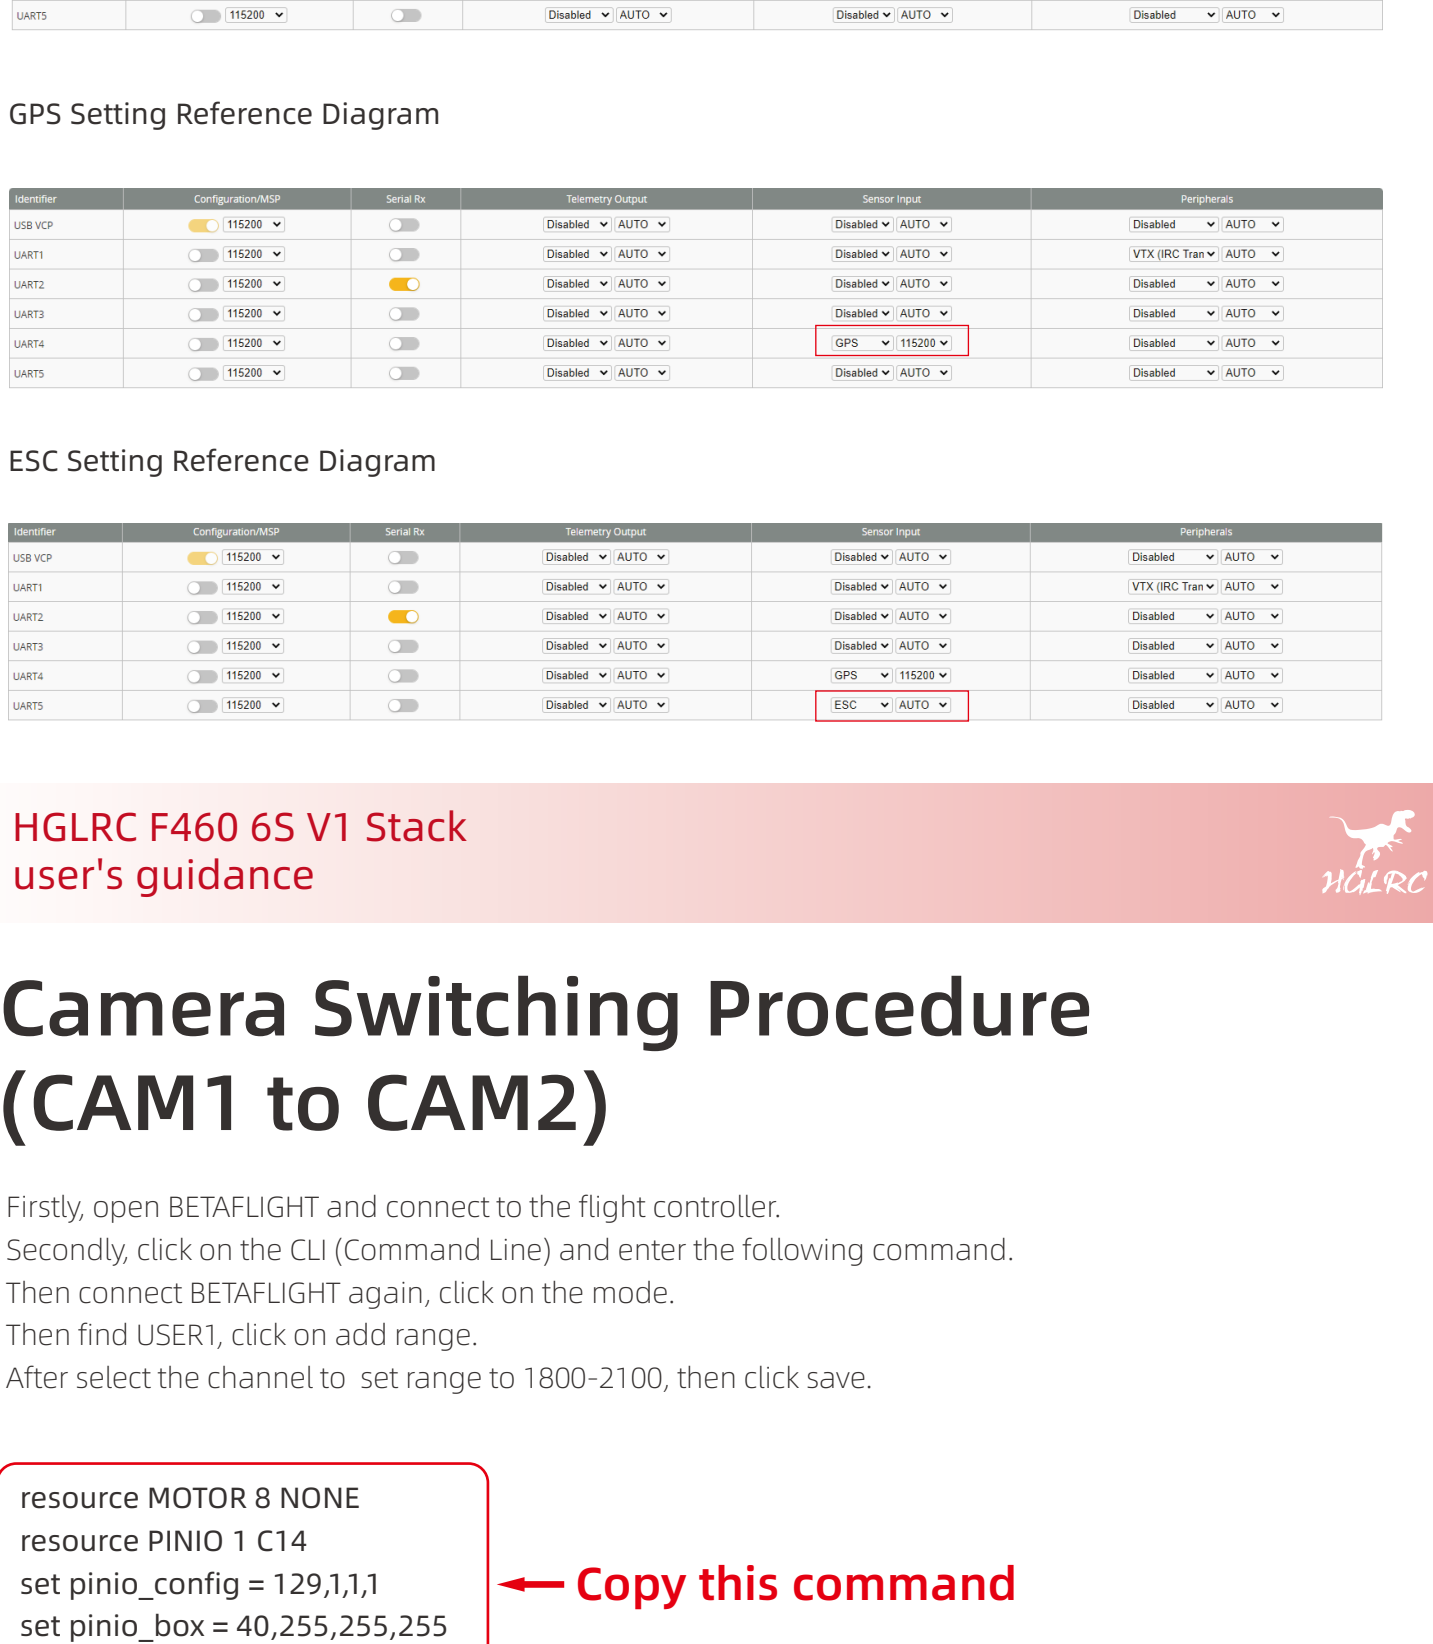 UART5 115200 Disabled AUTO Disabled AUTO Disabled AUTO
GPS Setting Reference Diagram
Identifier Configuration/MSP Serial Rx Telemetry Output Sensor Input Peripherals
USB VCP 115200 Disabled AUTO Disabled AUTO Disabled AUTO
UART1 115200 Disabled AUTO Disabled AUTO VTX (IRC Tran AUTO
UART2 115200 Disabled AUTO Disabled AUTO Disabled AUTO
UART3 115200 Disabled AUTO Disabled AUTO Disabled AUTO
UART4 115200 Disabled AUTO GPS 115200 Disabled AUTO
UART5 115200 Disabled AUTO Disabled AUTO Disabled AUTO
ESC Setting Reference Diagram
Identifier Configuration/MSP Serial Rx Telemetry Output Sensor Input Peripherals
USB VCP 115200 Disabled AUTO Disabled AUTO Disabled AUTO
UART1 115200 Disabled AUTO Disabled AUTO VTX (IRC Tran AUTO
UART2 115200 Disabled AUTO Disabled AUTO Disabled AUTO
UART3 115200 Disabled AUTO Disabled AUTO Disabled AUTO
UART4 115200 Disabled AUTO GPS 115200 Disabled AUTO
UART5 115200 Disabled AUTO ESC AUTO Disabled AUTO
HGLRC F460 6S V1 Stack
user's guidance
HGLRC
Camera Switching Procedure
(CAM1 to CAM2)
Firstly, open BETAFLIGHT and connect to the flight controller.
Secondly, click on the CLI (Command Line) and enter the following command.
Then connect BETAFLIGHT again, click on the mode.
Then find USER1, click on add range.
After select the channel to set range to 1800-2100, then click save.
resource MOTOR 8 NONE
resource PINIO 1 C14
set pinio_config = 129,1,1,1
set pinio_box = 40,255,255,255
Copy this command